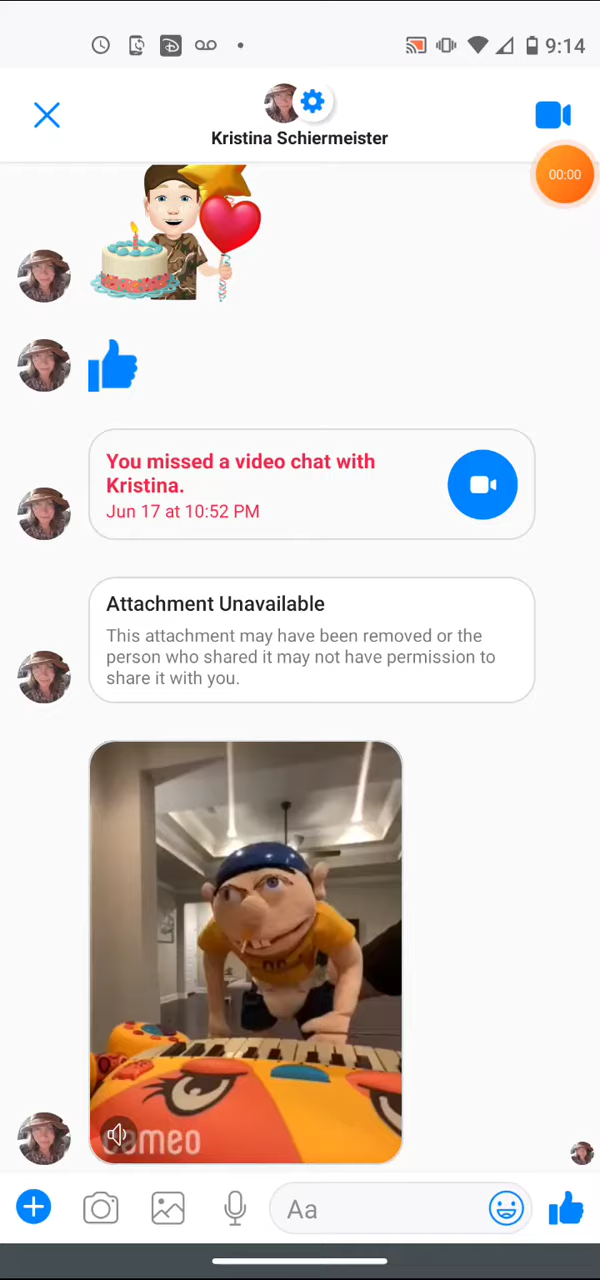 9:14
Kristina Schiermeister
00:00
You missed a video chat with
Kristina.
Jun 17 at 10:52 PM
Attachment Unavailable
This attachment may have been removed or the
person who shared it may not have permission to
share it with you.
cameo
Aa